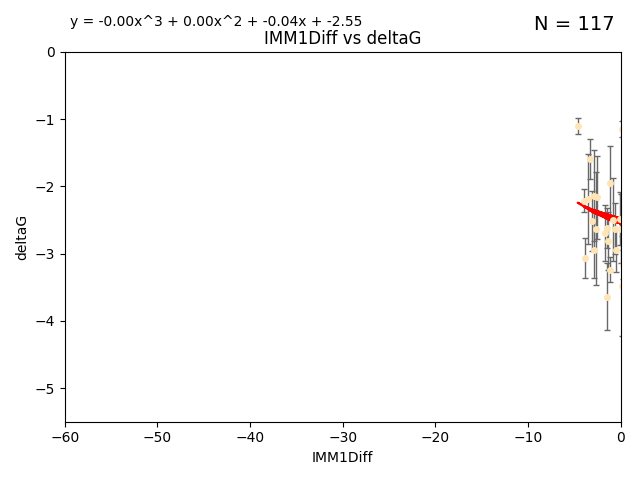 y = -0.00x^3 + 0.00x^2 + -0.04x + -2.55
N = 117
IMM1Diff vs deltaG
0
−1
−2
−3
−4
−5
deltaG
−60 −50 −40 −30 −20 −10 0
IMM1Diff